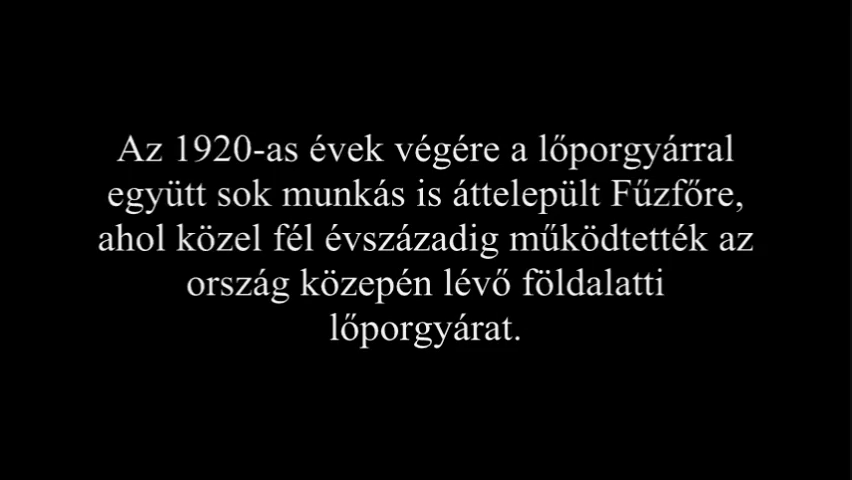 Az 1920-as évek végére a lőporgyárral
együtt sok munkás is áttelepült Fűzfőre,
ahol közel fél évszázadig működtették az
ország közepén lévő földalatti
lőporgyárat.